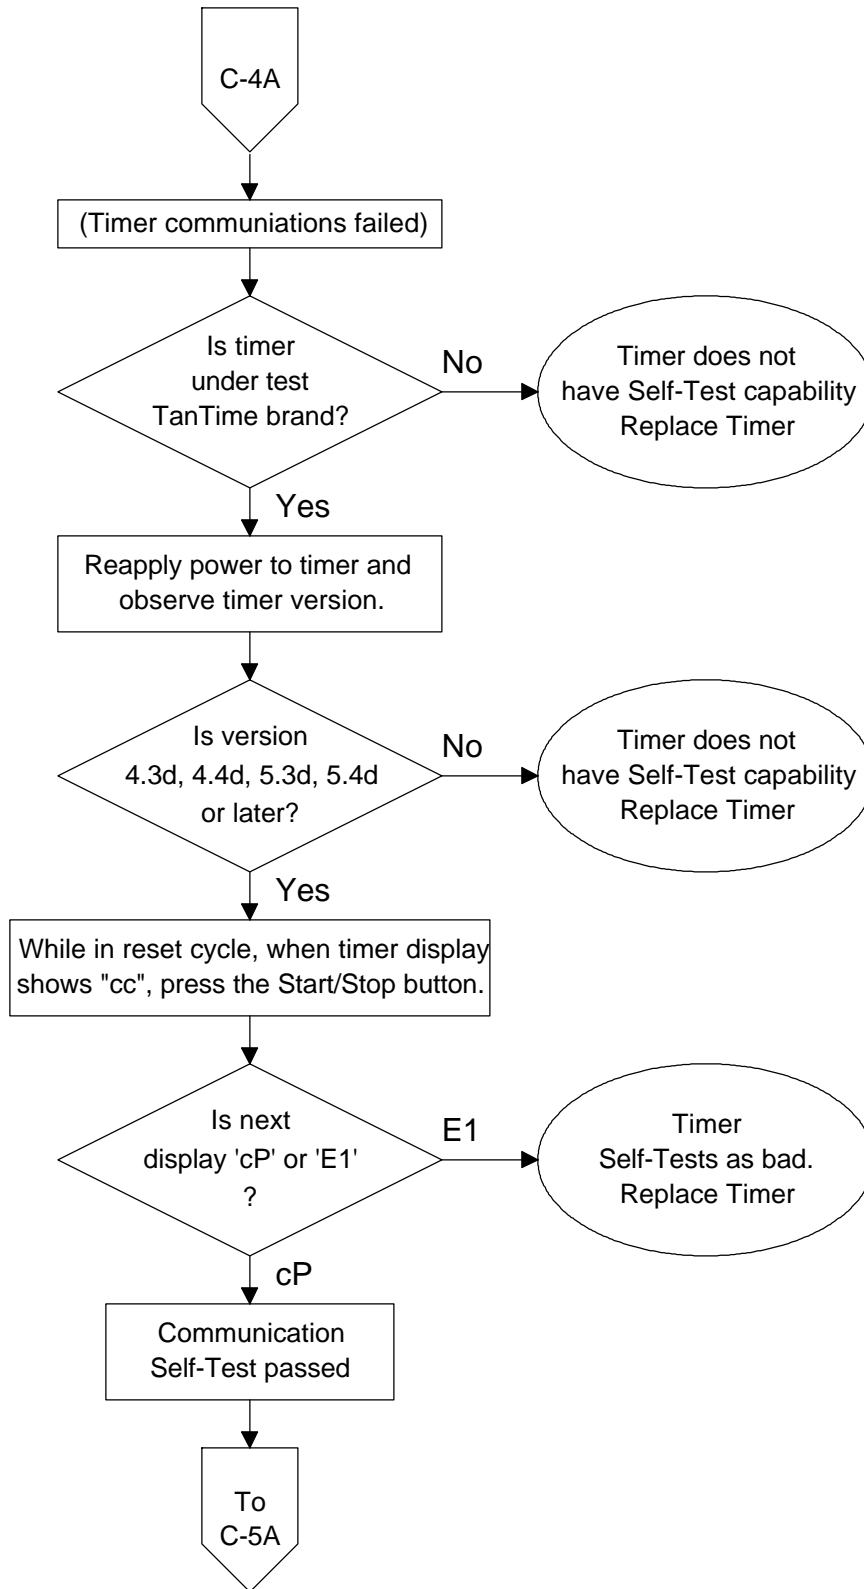 C-4A
(Timer communiations failed)
Is timer
under test
TanTime brand?
No
Timer does not
have Self-Test capability
Replace Timer
Yes
Reapply power to timer and
observe timer version.
Is version
4.3d, 4.4d, 5.3d, 5.4d
or later?
No
Timer does not
have Self-Test capability
Replace Timer
Yes
While in reset cycle, when timer display
shows "cc", press the Start/Stop button.
Is next
display 'cP' or 'E1'
?
E1
Timer
Self-Tests as bad.
Replace Timer
cP
Communication
Self-Test passed
To
C-5A